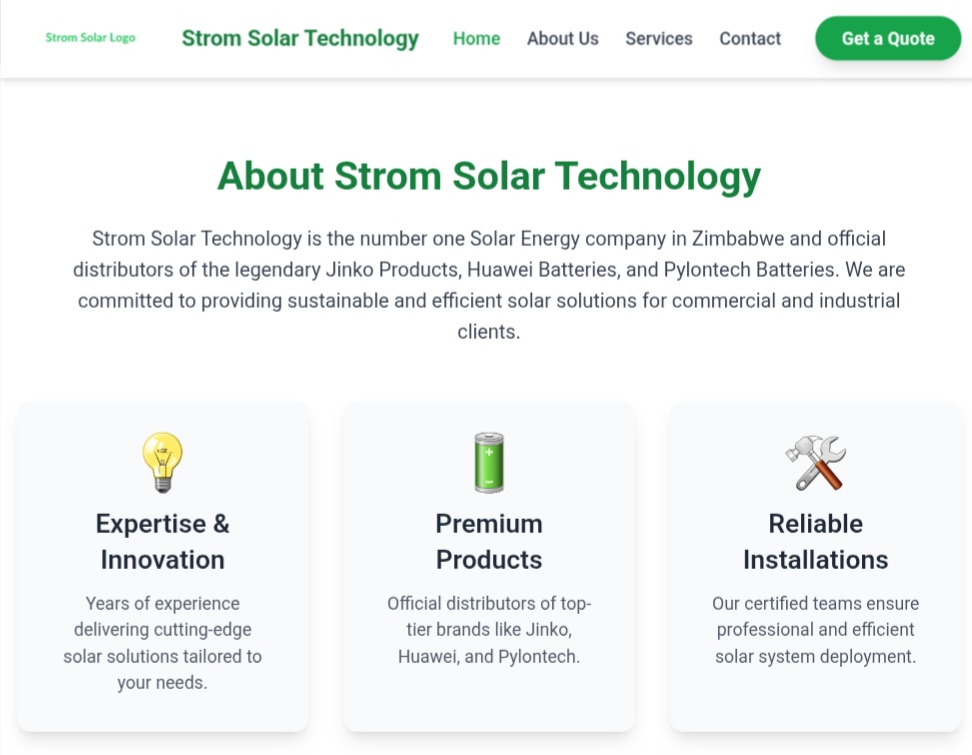 Strom Solar Logo
Strom Solar Technology
Home
About Us
Services
Contact
Get a Quote
About Strom Solar Technology
Strom Solar Technology is the number one Solar Energy company in Zimbabwe and official
distributors of the legendary Jinko Products, Huawei Batteries, and Pylontech Batteries. We are
committed to providing sustainable and efficient solar solutions for commercial and industrial
clients.
Expertise &
Innovation
Years of experience
delivering cutting-edge
solar solutions tailored to
your needs.
Premium
Products
Official distributors of top-
tier brands like Jinko,
Huawei, and Pylontech.
Reliable
Installations
Our certified teams ensure
professional and efficient
solar system deployment.